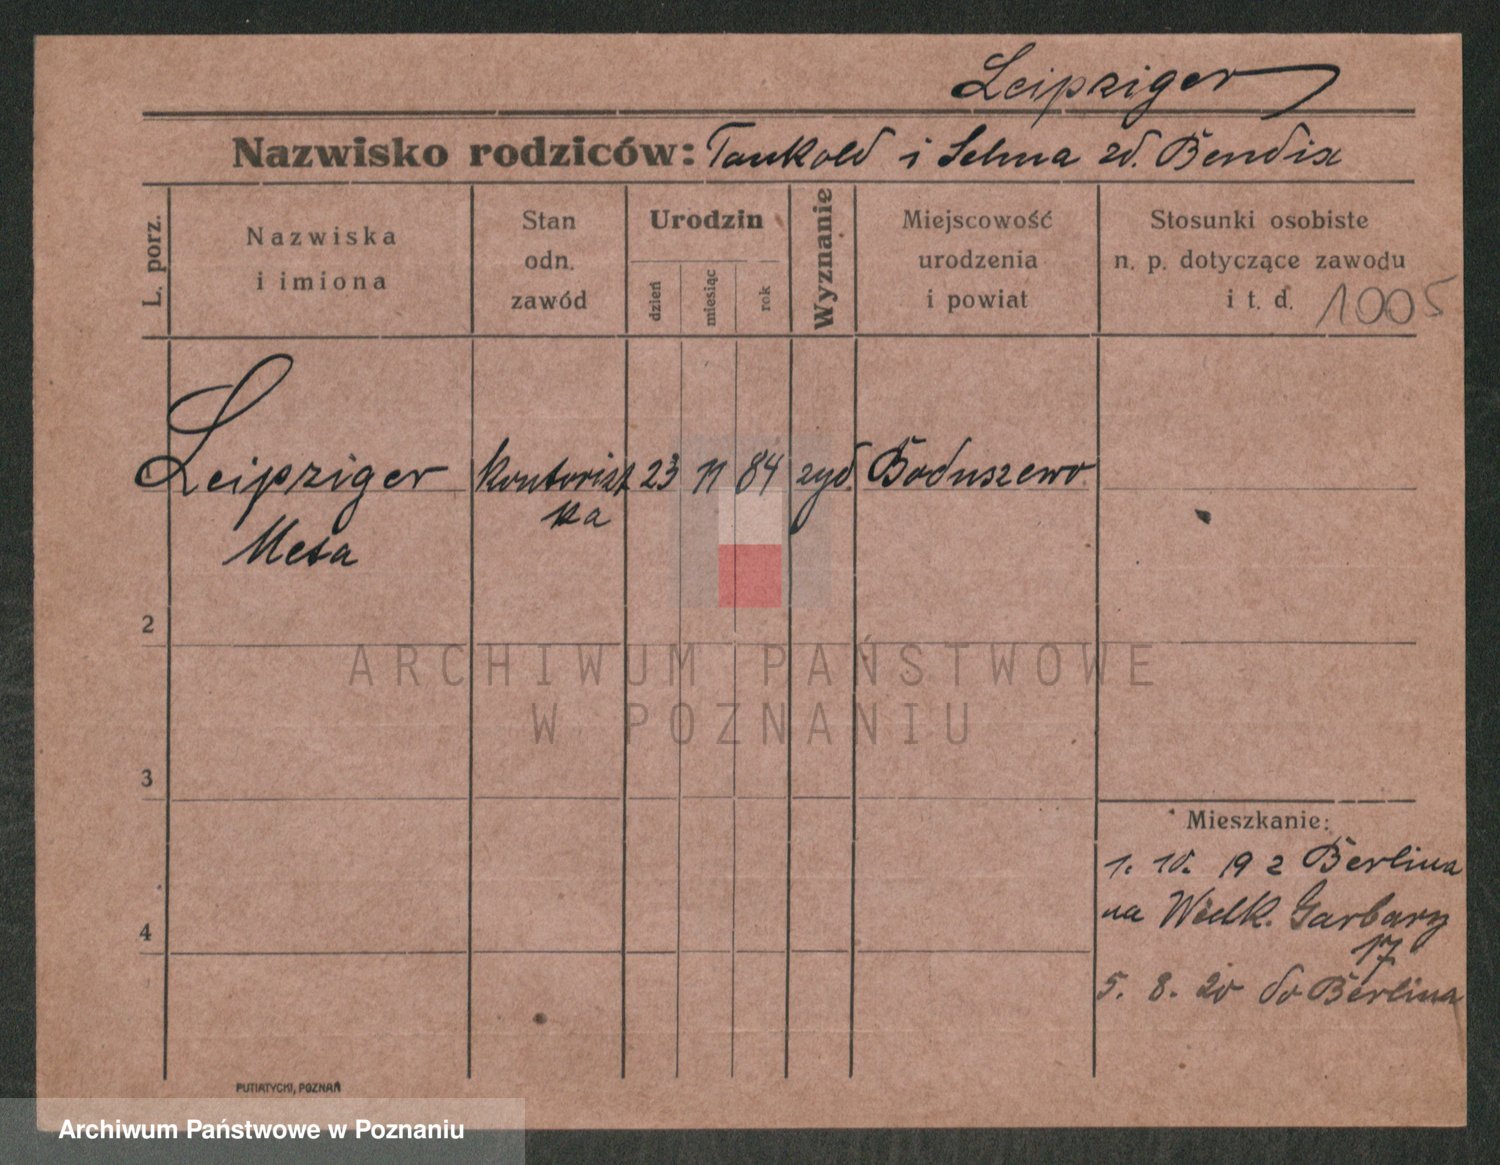 Leipziger
Nazwisko rodziców: Tankold i Selma zd. Bendix
L. porz.
Nazwiska
i imiona
Stan
odn.
zawód
Urodzin
dzień
miesiąc
rok
Wyznanie
Miejscowość
urodzenia
i powiat
Stosunki osobiste
n. p. dotyczące zawodu
i t. d. 1005
Leipziger kontorist 23 11 84 żyd. Boduszewo
ka
Meta
2
ARCHIWUM PAŃSTWOWE
W POZNANIU
3
Mieszkanie:
1. 10. 19 z Berlina
na Wielk. Garbary
17
4
5. 8. 20 do Berlina
PUTIATYCKI, POZNAŃ
Archiwum Państwowe w Poznaniu